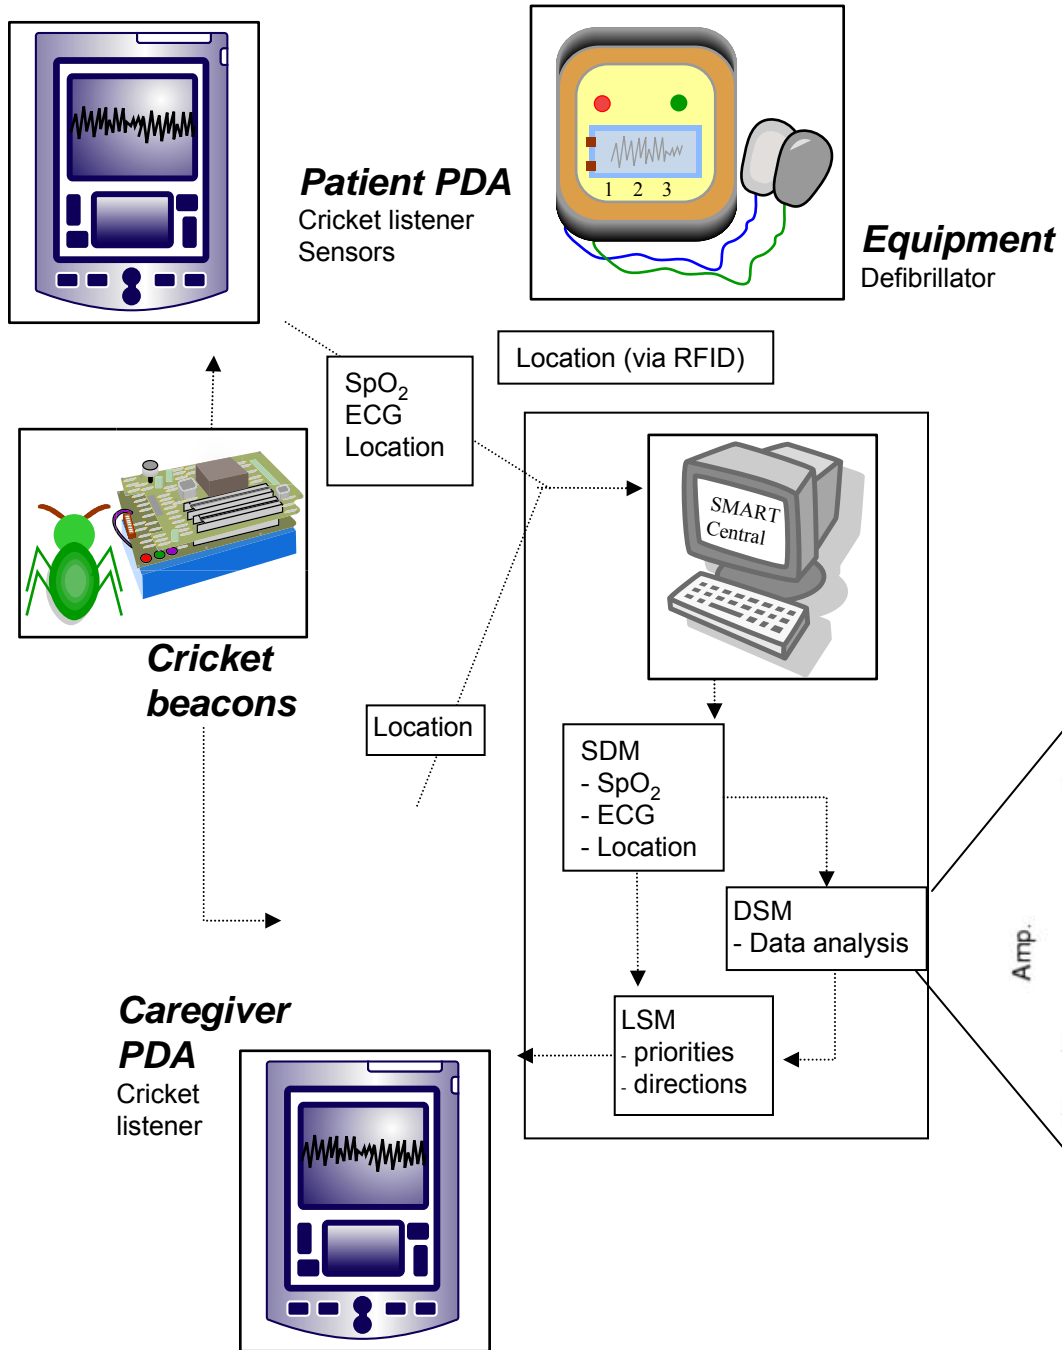 Patient PDA
Cricket listener
Sensors
1 2 3
Equipment
Defibrillator
Location (via RFID)
SpO₂
ECG
Location
SMART
Central
Cricket
beacons
Location
SDM
- SpO₂
- ECG
- Location
DSM
- Data analysis
Amp.
LSM
- priorities
- directions
Caregiver
PDA
Cricket
listener